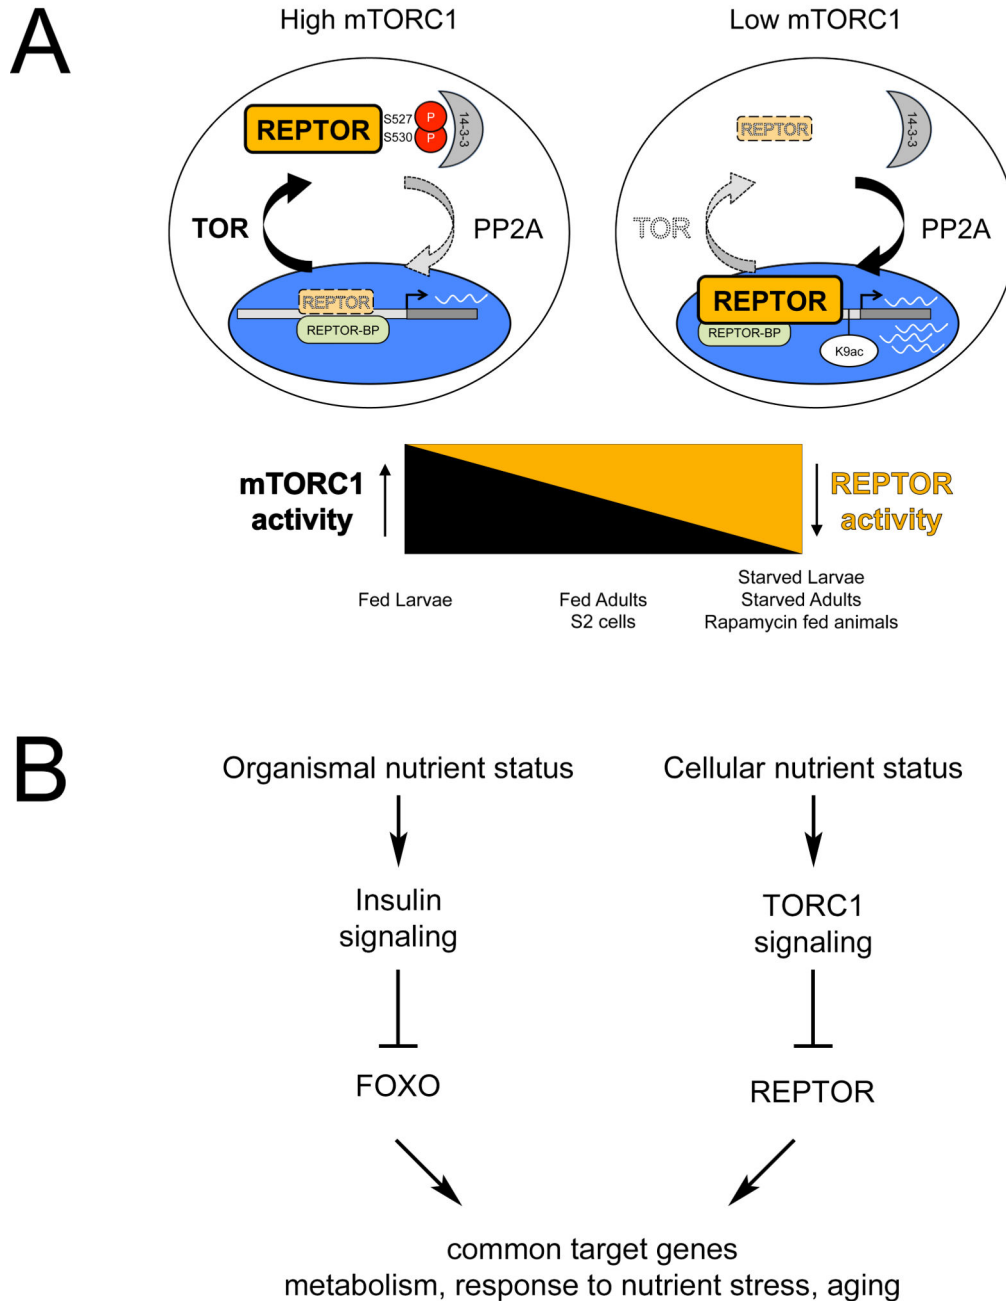 A
High mTORC1
Low mTORC1
REPTOR
S527
S530
P
P
14-3-3
TOR
PP2A
REPTOR
REPTOR-BP
REPTOR
14-3-3
TOR
PP2A
REPTOR
REPTOR-BP
K9ac
mTORC1
activity
REPTOR
activity
Fed Larvae
Fed Adults
S2 cells
Starved Larvae
Starved Adults
Rapamycin fed animals
B
Organismal nutrient status
Cellular nutrient status
Insulin
signaling
TORC1
signaling
FOXO
REPTOR
common target genes
metabolism, response to nutrient stress, aging